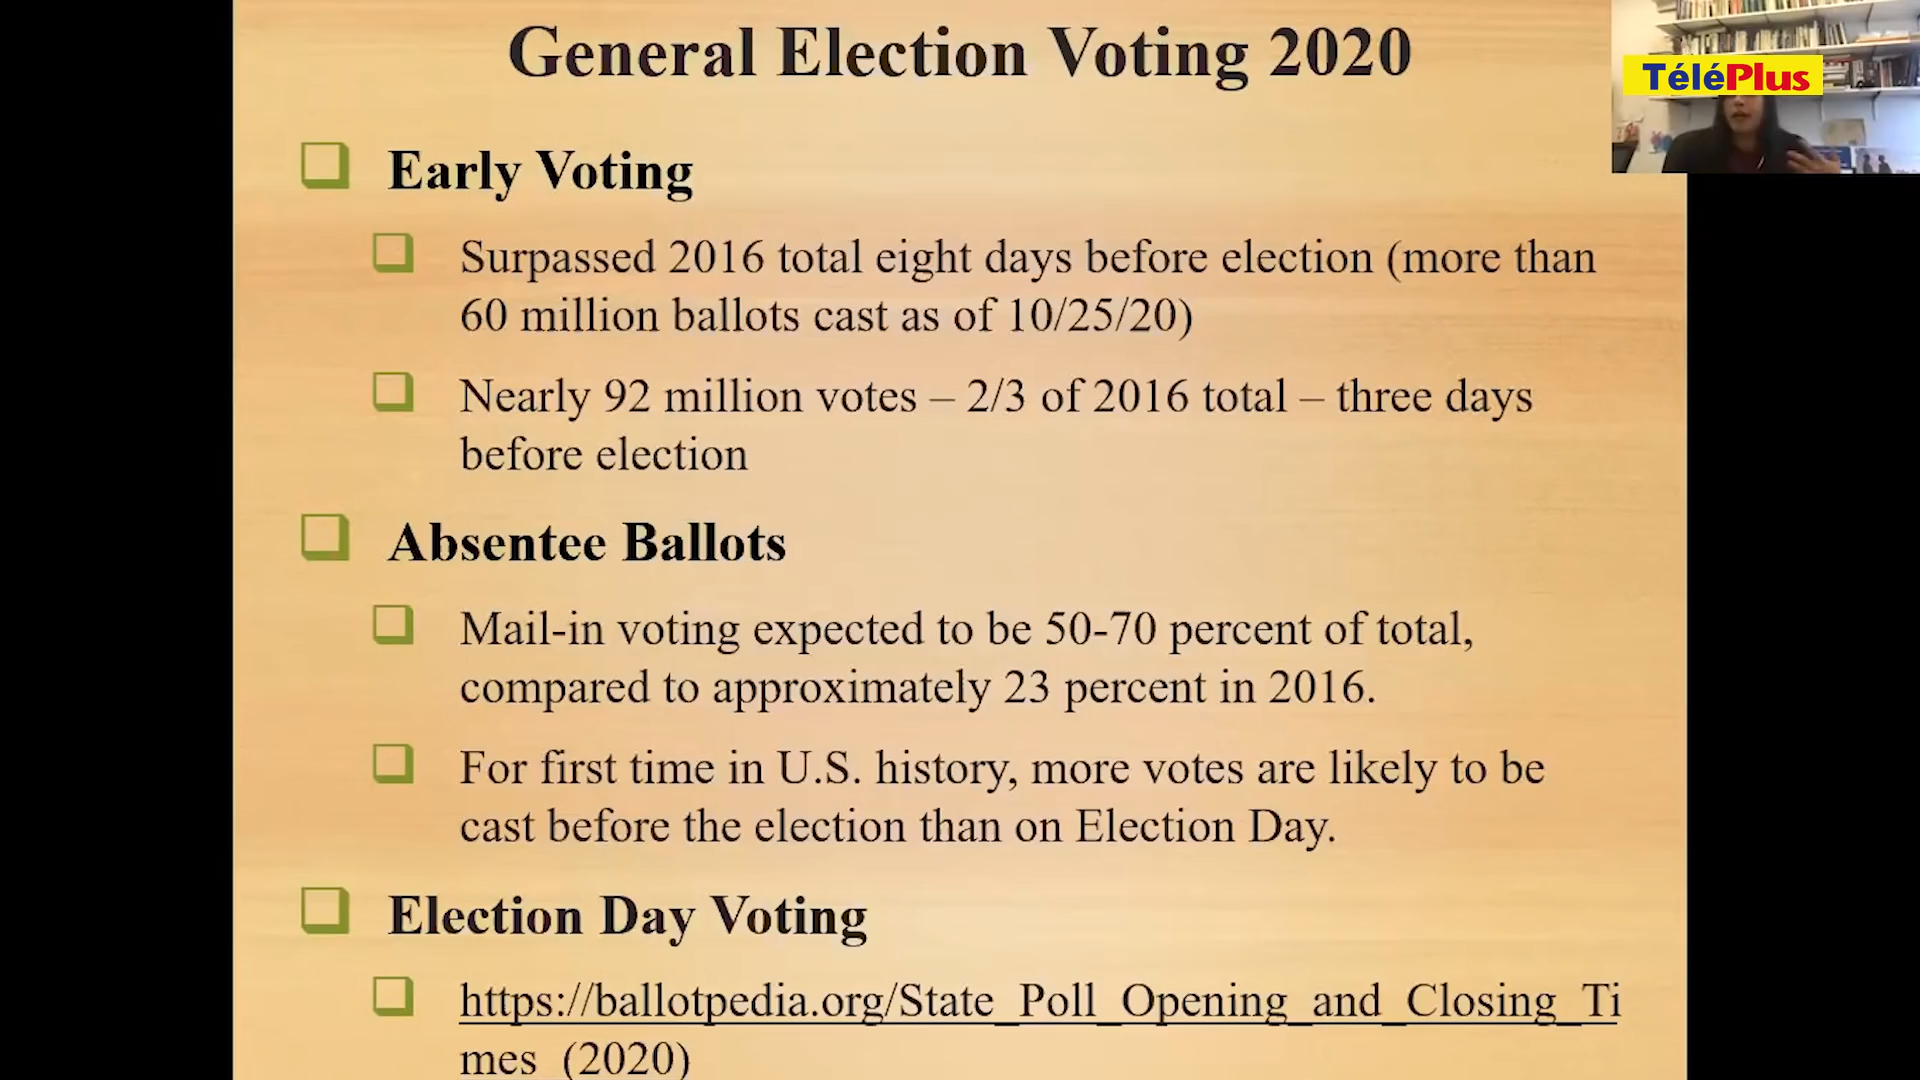 General Election Voting 2020
TéléPlus
Early Voting
Surpassed 2016 total eight days before election (more than
60 million ballots cast as of 10/25/20)
Nearly 92 million votes – 2/3 of 2016 total – three days
before election
Absentee Ballots
Mail-in voting expected to be 50-70 percent of total,
compared to approximately 23 percent in 2016.
For first time in U.S. history, more votes are likely to be
cast before the election than on Election Day.
Election Day Voting
https://ballotpedia.org/State_Poll_Opening_and_Closing_Ti
mes_(2020)